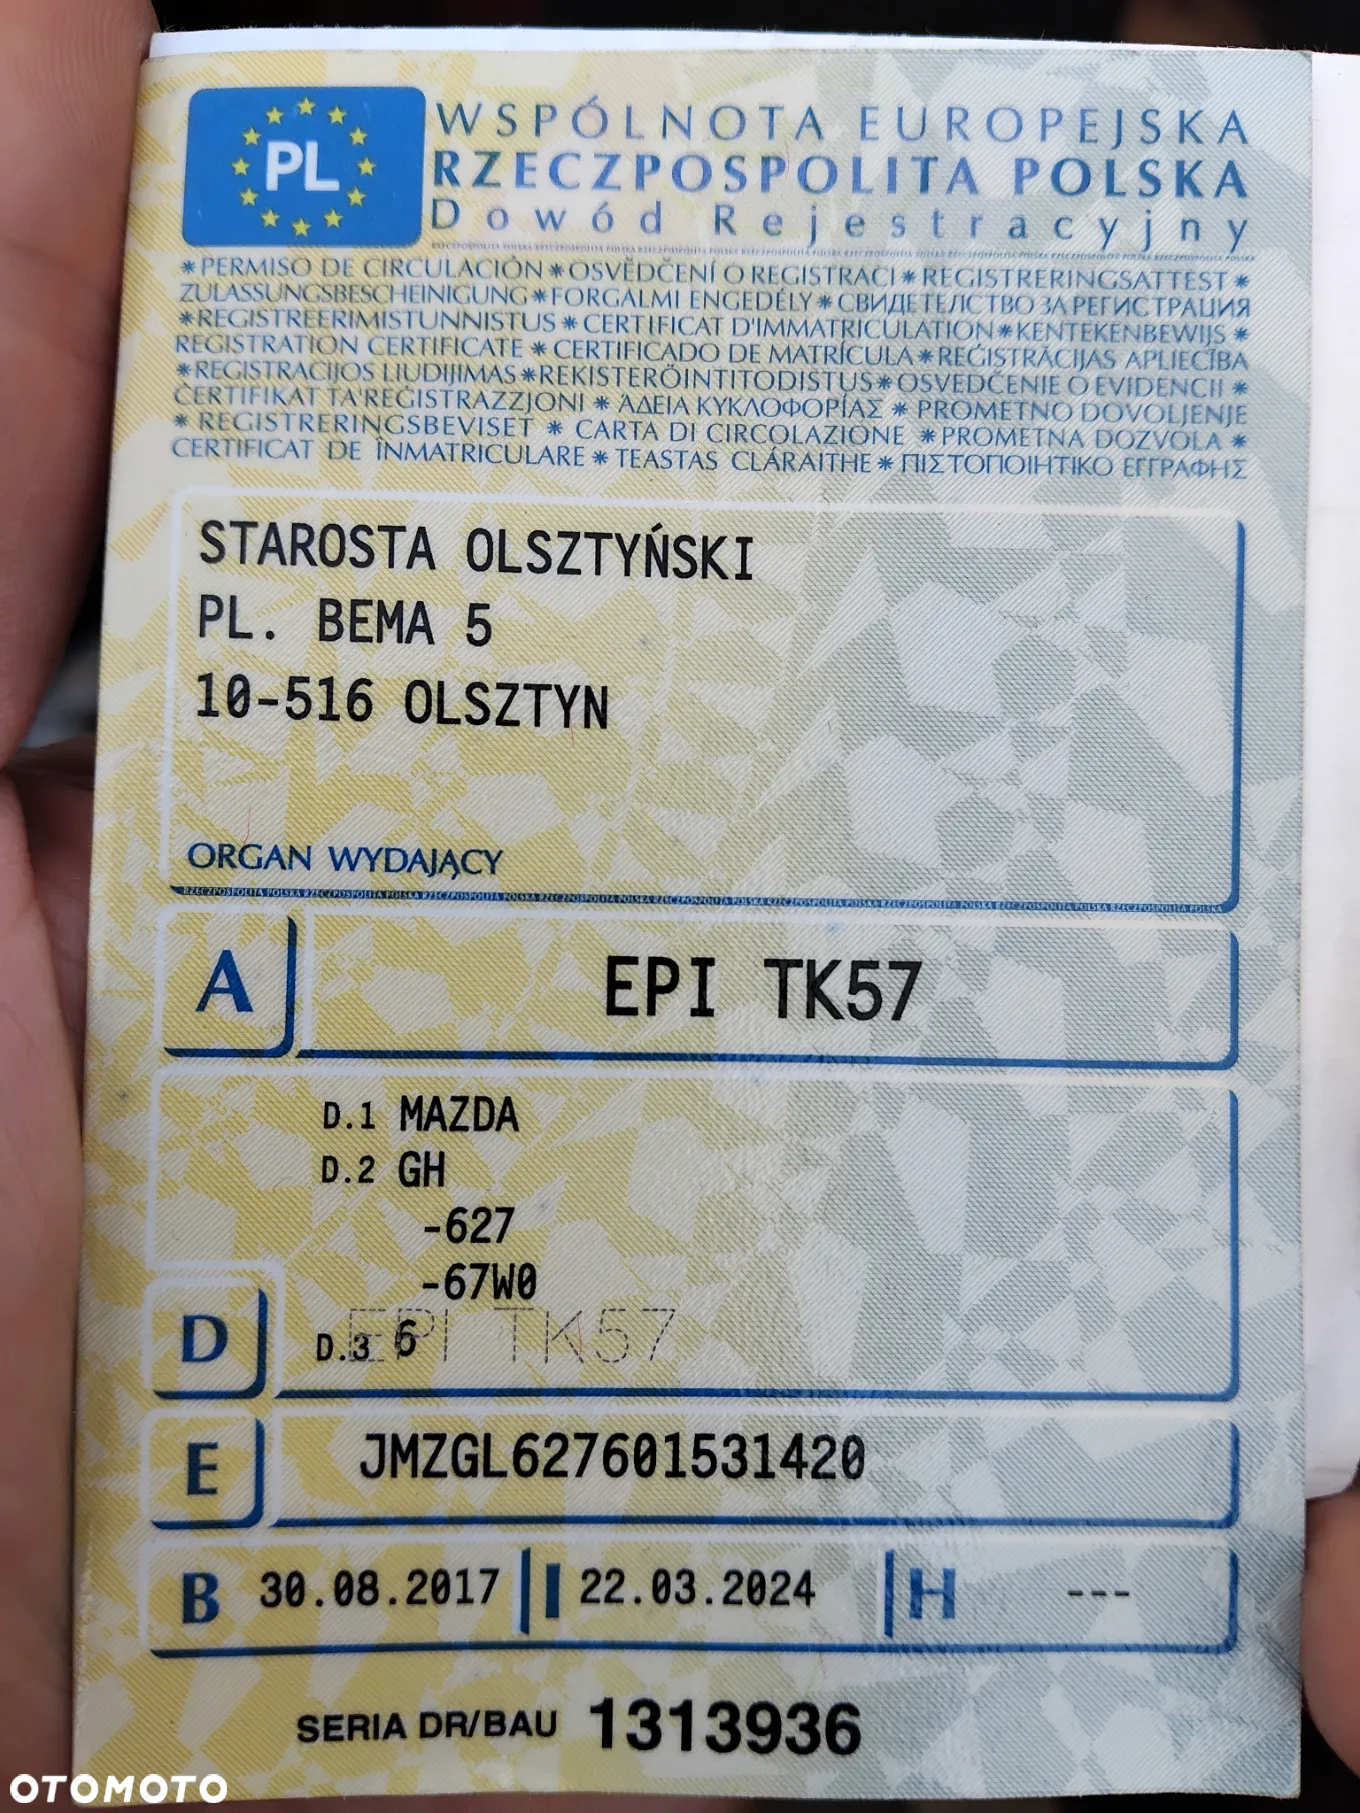 PL
WSPÓLNOTA EUROPEJSKA
RZECZPOSPOLITA POLSKA
Dowód Rejestracyjny
* PERMISO DE CIRCULACIÓN * OSVĚDČENÍ O REGISTRACI * REGISTRERINGSATTEST *
ZULASSUNGSBESCHEINIGUNG * FORGALMI ENGEDÉLY * СВИДЕТЕЛСТВО ЗА РЕГИСТРАЦИЯ
* REGISTREERIMISTUNNISTUS * CERTIFICAT D'IMMATRICULATION * KENTEKENBEWIJS *
REGISTRATION CERTIFICATE * CERTIFICADO DE MATRÍCULA * REĢISTRĀCIJAS APLIECĪBA
* REGISTRACIJOS LIUDIJIMAS * REKISTERÖINTITODISTUS * OSVEDČENIE O EVIDENCII *
ĊERTIFIKAT TA'REĠISTRAZZJONI * ΆΔΕΙΑ ΚΥΚΛΟΦΟΡΊΑΣ * PROMETNO DOVOLJENJE
* REGISTRERINGSBEVISET * CARTA DI CIRCOLAZIONE * PROMETNA DOZVOLA *
CERTIFICAT DE ÎNMATRICULARE * TEASTAS CLÁRAITHE * ΠΙΣΤΟΠΟΙΗΤΙΚΟ ΕΓΓΡΑΦΗΣ
STAROSTA OLSZTYŃSKI
PL. BEMA 5
10-516 OLSZTYN
ORGAN WYDAJĄCY
A EPI TK57
D.1 MAZDA
D.2 GH
-627
-67W0
D D.3 6
EPI TK57
E JMZGL627601531420
B 30.08.2017 I 22.03.2024 H ---
SERIA DR/BAU 1313936
OTOMOTO